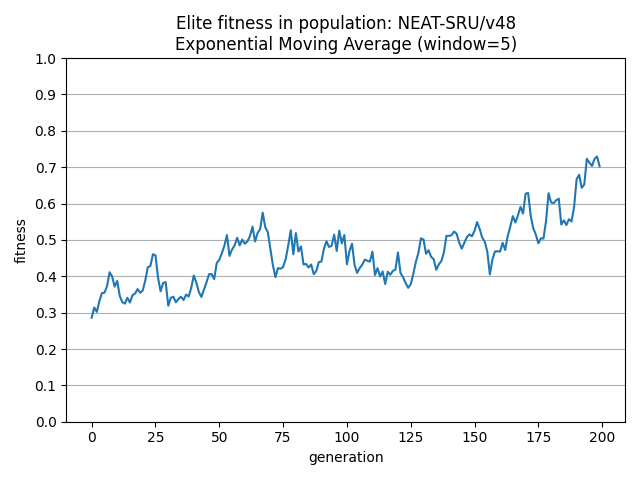 Elite fitness in population: NEAT-SRU/v48
Exponential Moving Average (window=5)
1.0
0.9
0.8
0.7
0.6
0.5
0.4
0.3
0.2
0.1
0.0
fitness
0 25 50 75 100 125 150 175 200
generation